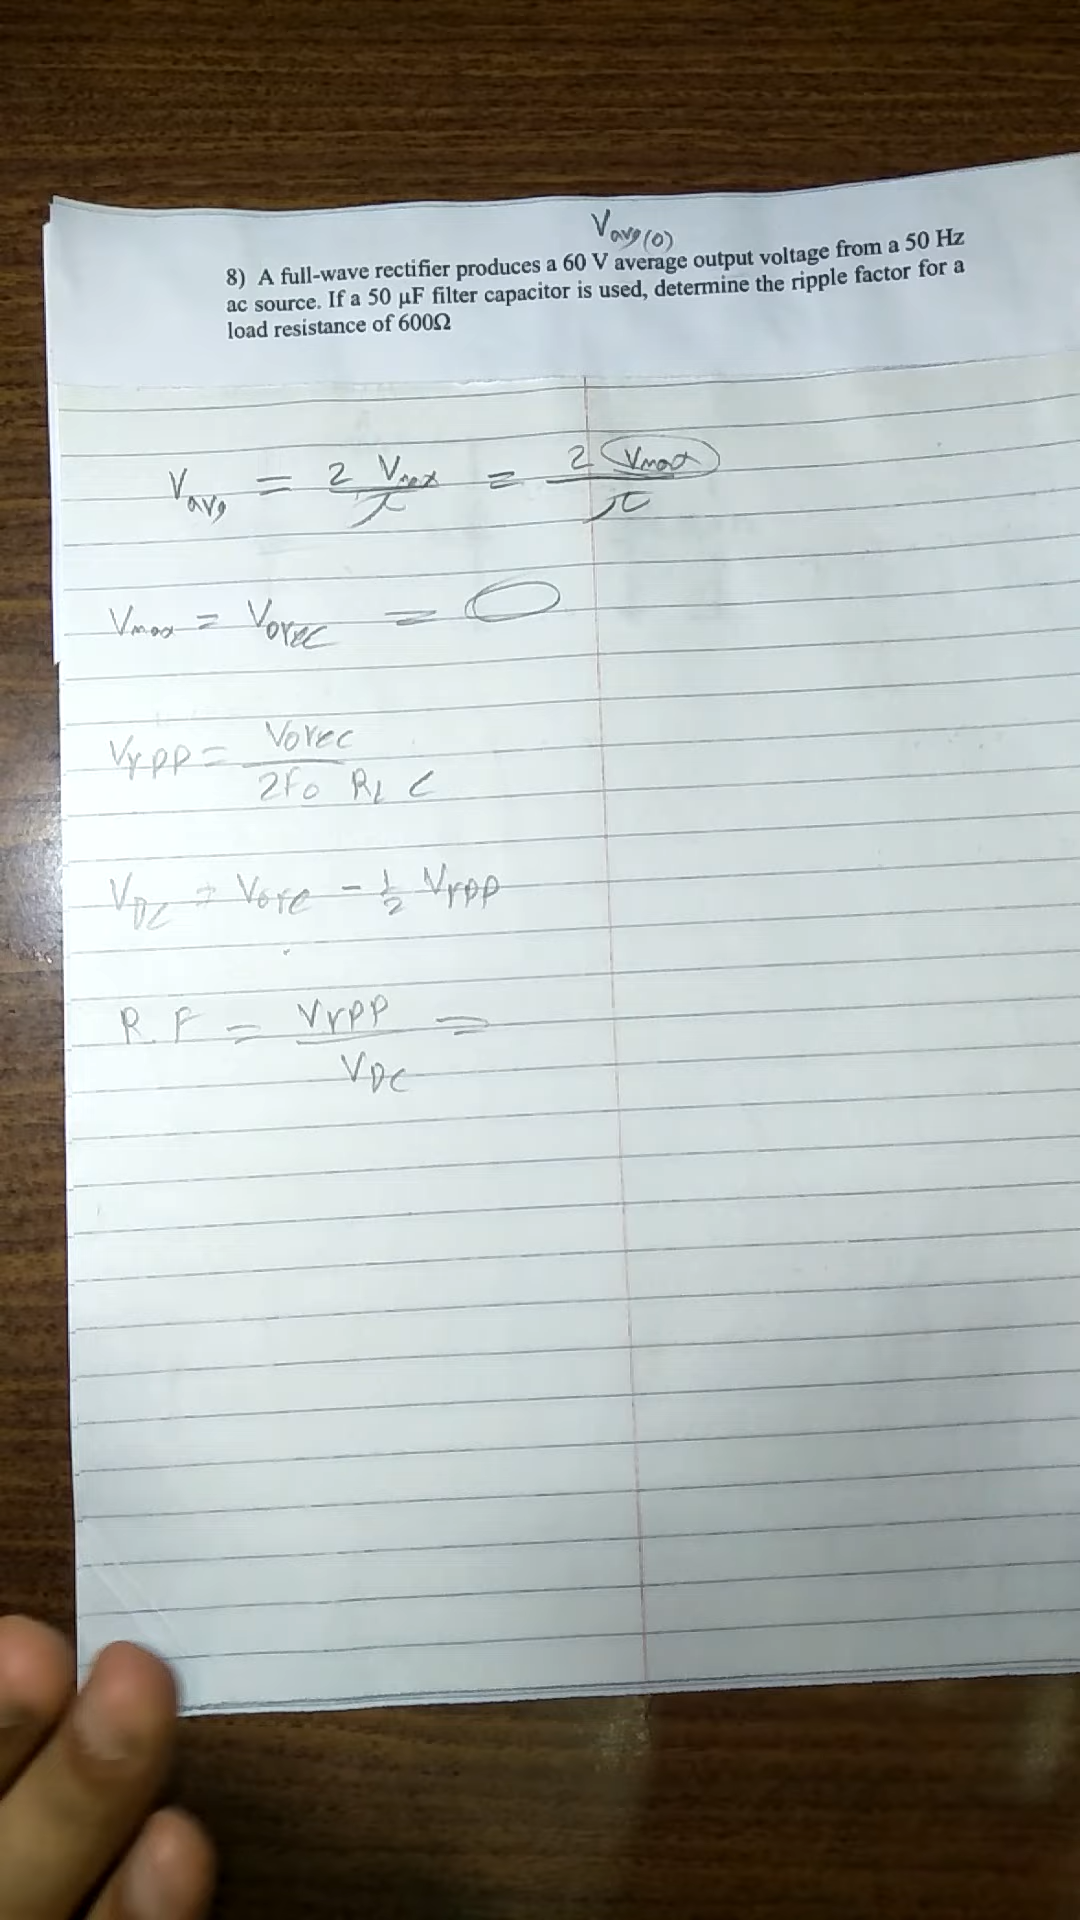 Vavg(0)
8) A full-wave rectifier produces a 60 V average output voltage from a 50 Hz
ac source. If a 50 μF filter capacitor is used, determine the ripple factor for a
load resistance of 600Ω
Vavg = 2 Vmax / π = 2 Vmax / π
Vmax = Vorec =
Vrpp = Vorec / 2Fo RL C
VDC = Vore - 1/2 Vrpp
R.F = Vrpp / VDC =